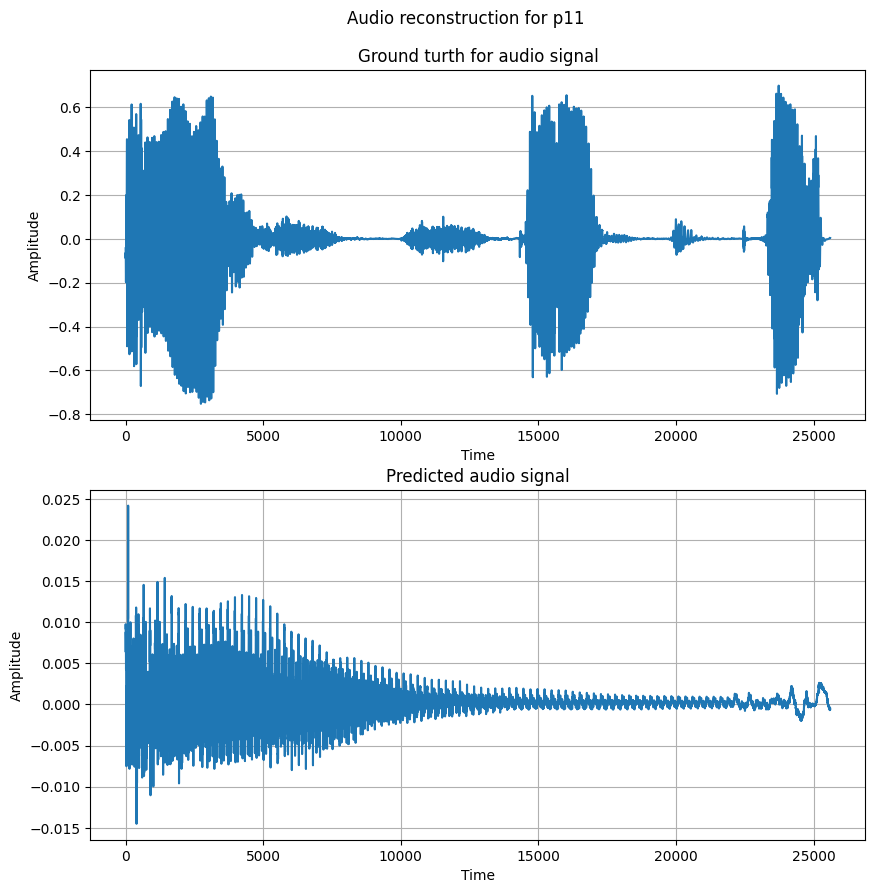 Audio reconstruction for p11
Ground turth for audio signal
0.6
0.4
0.2
0.0
−0.2
−0.4
−0.6
−0.8
Amplitude
0 5000 10000 15000 20000 25000
Time
Predicted audio signal
0.025
0.020
0.015
0.010
0.005
0.000
−0.005
−0.010
−0.015
Amplitude
0 5000 10000 15000 20000 25000
Time